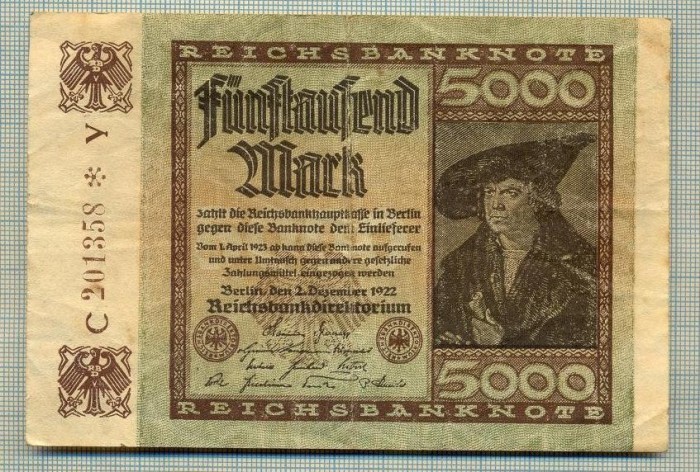 REICHSBANKNOTE
5000
Fünftausend
Mark
zahlt die Reichsbankhauptkasse in Berlin
gegen diese Banknote dem Einlieferer
Vom 1. April 1923 ab kann diese Banknote aufgerufen
und unter Umtausch gegen andere gesetzliche
Zahlungsmittel eingezogen werden
Berlin, den 2. Dezember 1922
Reichsbankdirektorium
5000
REICHSBANKNOTE
C 201358 * Y